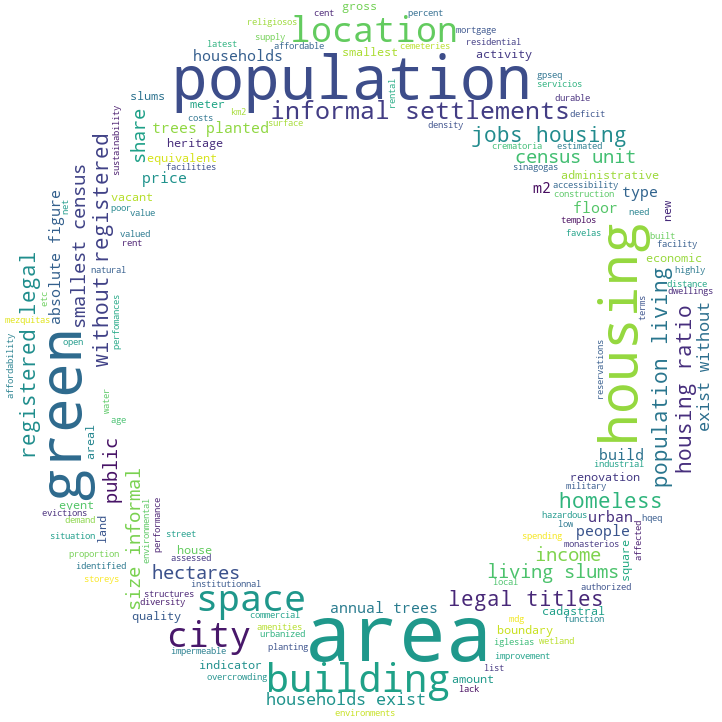 cent
percent
gross
religiosos
location
mortgage
supply
residential
latest
affordable
smallest
cemeteries
activity
households
population
gpseq
servicios
meter
rental
durable
slums
km2
informal settlements
deficit
costs
share
trees planted
surface
density
jobs housing
sustainability
heritage
crematoria
estimated
equivalent
census unit
facilities
sinagogas
price
administrative
m2
accessibility
type
vacant
construction
net
poor
value
floor
need
new
without registered
templos
valued
favelas
built
rent
facility
smallest census
absolute figure
housing
economic
highly
natural
distance
dwellings
registered legal
etc
perfomances
terms
mezquitas
population living
housing ratio
exist without
open
green
affordability
reservations
water
age
areal
public
build
industrial
size informal
renovation
event
military
homeless
evictions
demand
environmental
performance
hazardous
urban
hqeq
land
low
people
situation
street
spending
affected
monasterios
house
income
square
proportion
assessed
identified
hectares
living slums
storeys
institutionnal
local
authorized
structures
space
annual trees
legal titles
diversity
commercial
cadastral
quality
amenities
mdg
function
city
urbanized
area
boundary
iglesias
wetland
impermeable
planting
improvement
indicator
building
list
overcrowding
amount
lack
households exist
environments